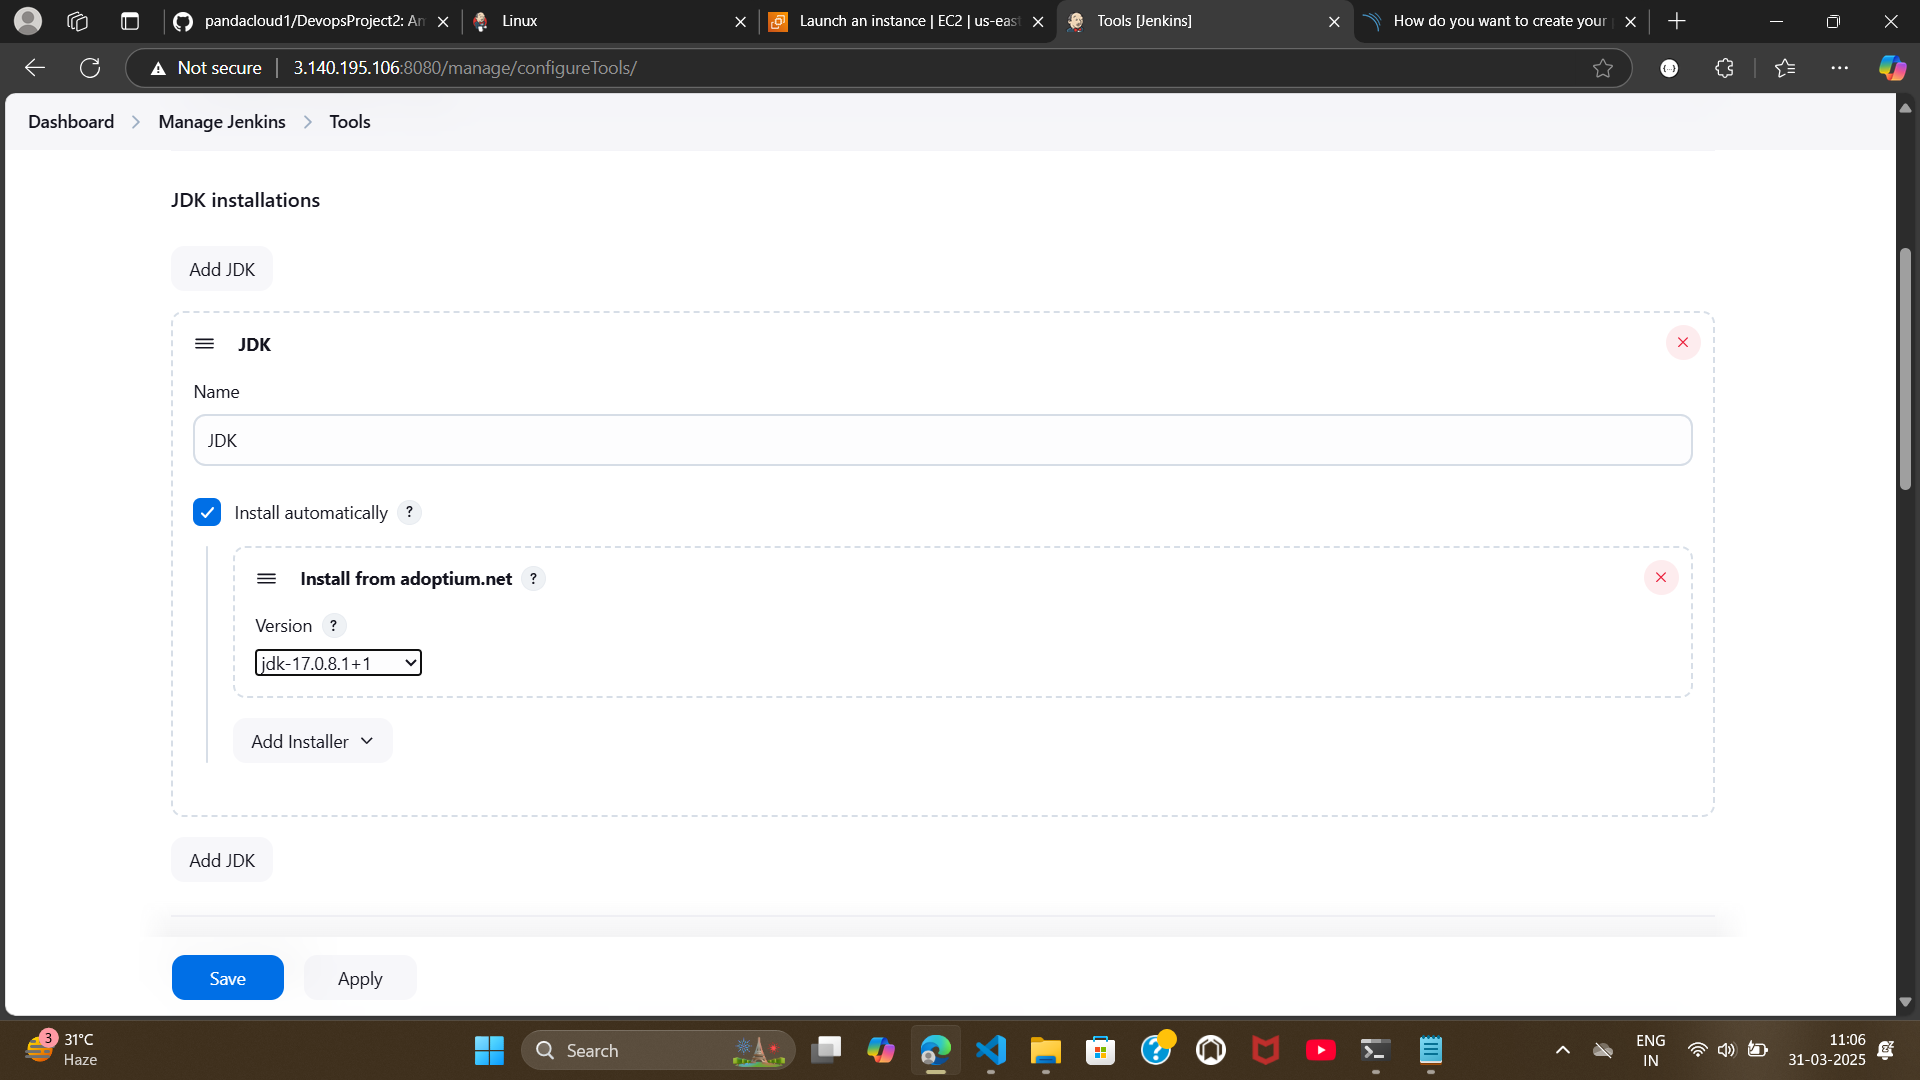 pandacloud1/DevopsProject2: An
Linux
Launch an instance | EC2 | us-east
Tools [Jenkins]
How do you want to create your
Not secure
3.140.195.106:8080/manage/configureTools/
Dashboard
Manage Jenkins
Tools
JDK installations
Add JDK
JDK
Name
JDK
Install automatically ?
Install from adoptium.net ?
Version ?
jdk-17.0.8.1+1
Add Installer
Add JDK
Save
Apply
3
31°C
Haze
Search
ENG
IN
11:06
31-03-2025